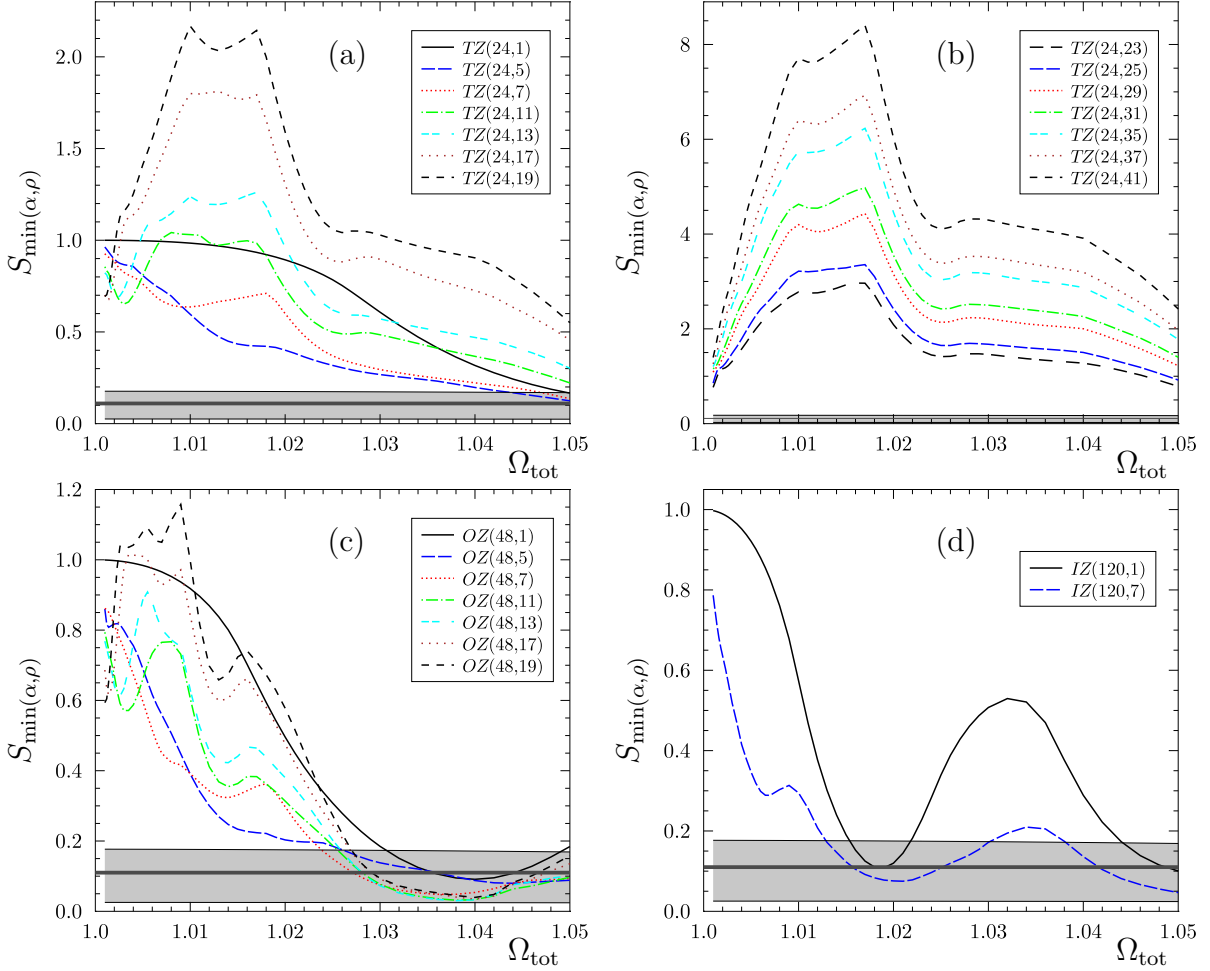 (a)
S_min(α,ρ)
2.0
1.5
1.0
0.5
0.0
TZ(24,1)
TZ(24,5)
TZ(24,7)
TZ(24,11)
TZ(24,13)
TZ(24,17)
TZ(24,19)
1.0 1.01 1.02 1.03 1.04 1.05
Ω_tot
(b)
S_min(α,ρ)
8
6
4
2
0
TZ(24,23)
TZ(24,25)
TZ(24,29)
TZ(24,31)
TZ(24,35)
TZ(24,37)
TZ(24,41)
1.0 1.01 1.02 1.03 1.04 1.05
Ω_tot
(c)
S_min(α,ρ)
1.2
1.0
0.8
0.6
0.4
0.2
0.0
OZ(48,1)
OZ(48,5)
OZ(48,7)
OZ(48,11)
OZ(48,13)
OZ(48,17)
OZ(48,19)
1.0 1.01 1.02 1.03 1.04 1.05
Ω_tot
(d)
S_min(α,ρ)
1.0
0.8
0.6
0.4
0.2
0.0
IZ(120,1)
IZ(120,7)
1.0 1.01 1.02 1.03 1.04 1.05
Ω_tot